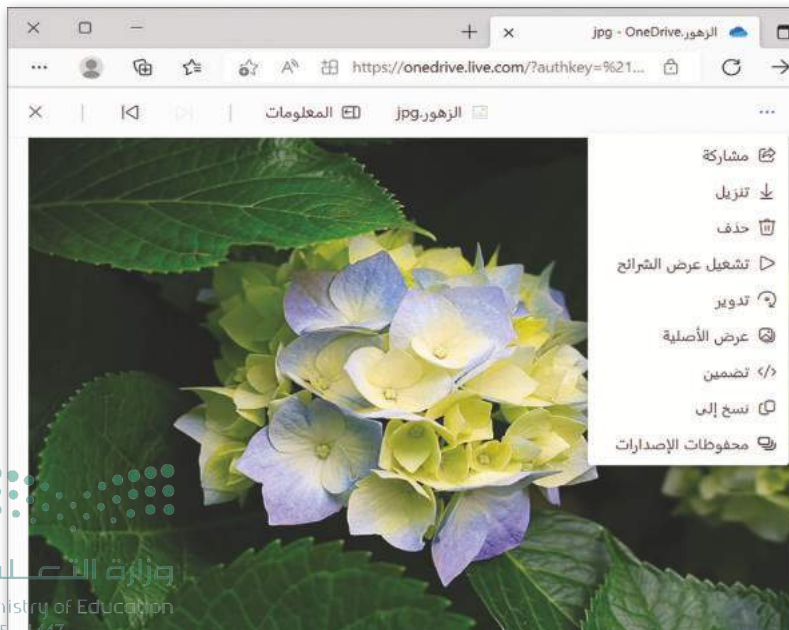 الزهور.jpg - OneDrive
https://onedrive.live.com/?authkey=%21...
الزهور.jpg
المعلومات
مشاركة
تنزيل
حذف
تشغيل عرض الشرائح
تدوير
عرض الأصلية
تضمين
نسخ إلى
محفوظات الإصدارات
وزارة التعليم
Ministry of Education